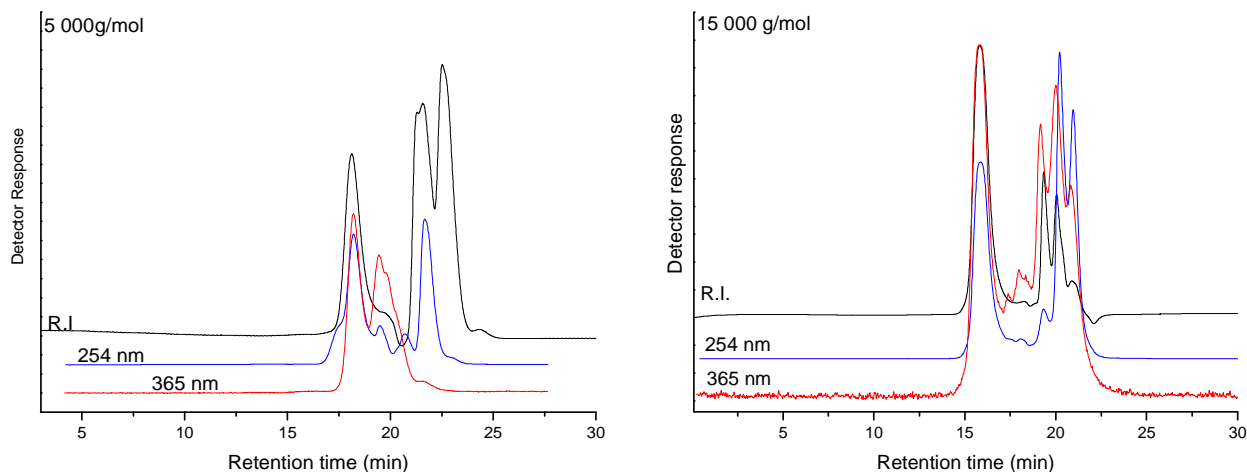 5 000g/mol
Detector Response
R.I
254 nm
365 nm
5
10
15
20
25
30
Retention time (min)
15 000 g/mol
Detector response
R.I.
254 nm
365 nm
5
10
15
20
25
30
Retention time (min)